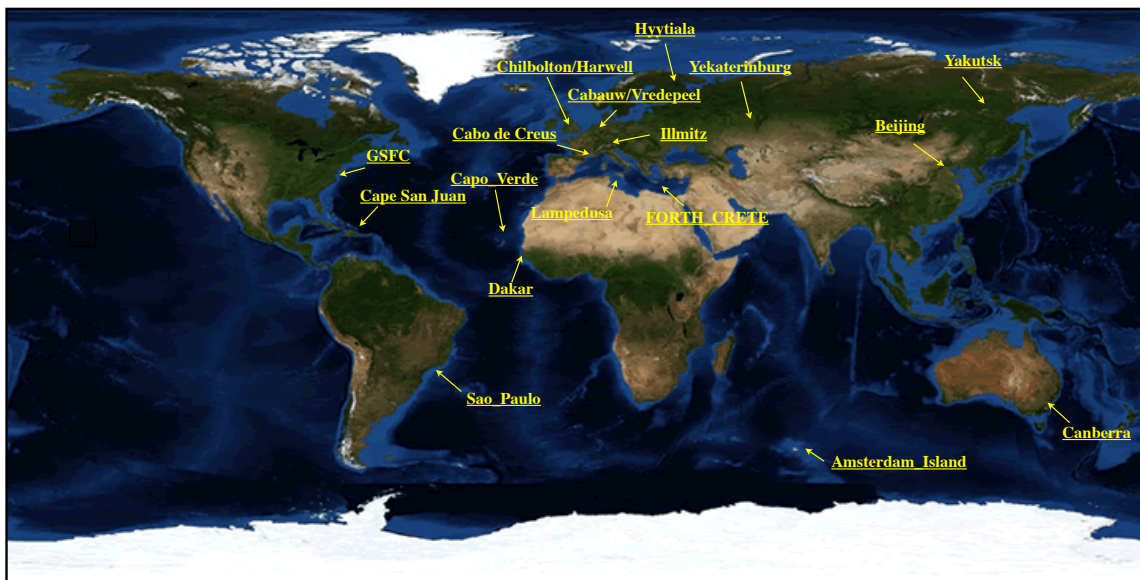 Hyytiala
Chilbolton/Harwell
Yekaterinburg
Yakutsk
Cabauw/Vredepeel
Cabo de Creus
Illmitz
Beijing
GSFC
Capo_Verde
Cape San Juan
Lampedusa
FORTH_CRETE
Dakar
Sao_Paulo
Canberra
Amsterdam_Island